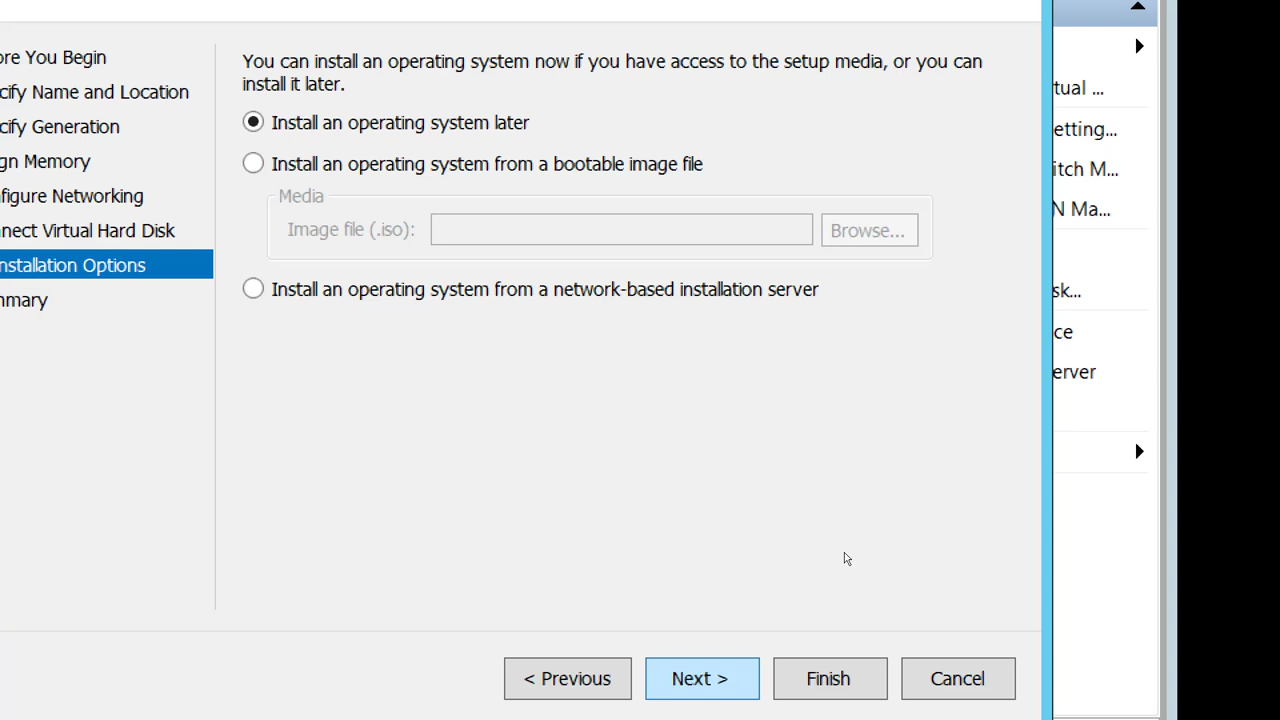 ore You Begin
cify Name and Location
cify Generation
gn Memory
figure Networking
nect Virtual Hard Disk
nstallation Options
mmary
You can install an operating system now if you have access to the setup media, or you can
install it later.
Install an operating system later
Install an operating system from a bootable image file
Media
Image file (.iso):
Browse...
Install an operating system from a network-based installation server
< Previous
Next >
Finish
Cancel
tual ...
etting...
itch M...
N Ma...
sk...
ce
erver